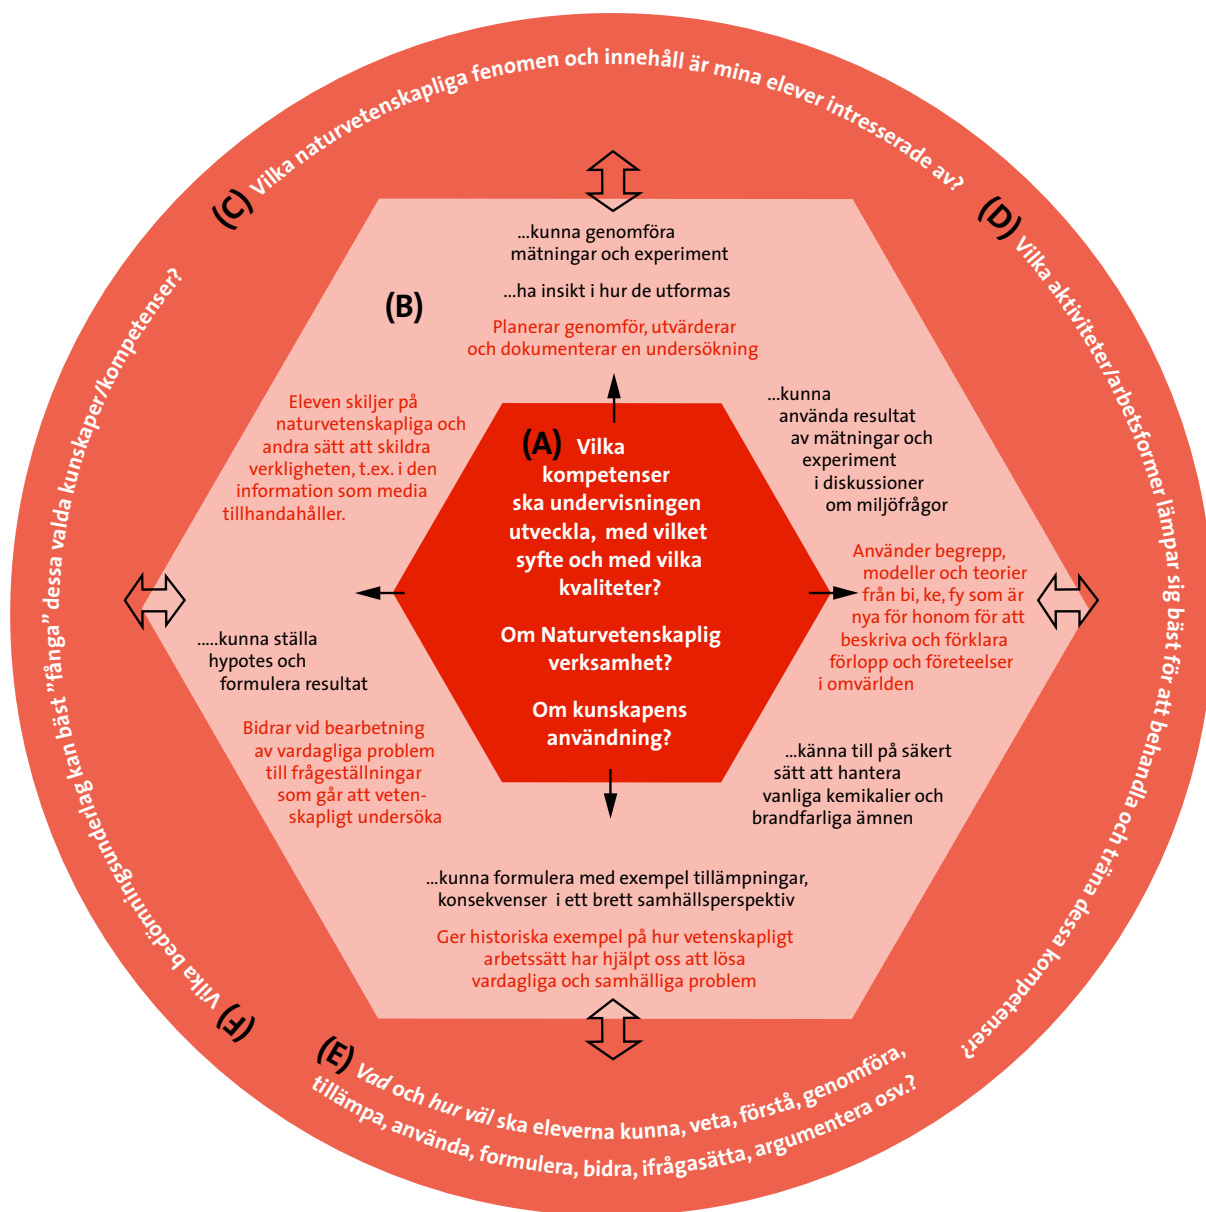 (C) Vilka naturvetenskapliga fenomen och innehåll är mina elever intresserade av?
(D) Vilka aktiviteter/arbetsformer lämpar sig bäst för att behandla och träna dessa kompetenser?
(E) Vad och hur väl ska eleverna kunna, veta, förstå, genomföra,
tillämpa, använda, formulera, bidra, ifrågasätta, argumentera osv.?
(F) Vilka bedömningsunderlag kan bäst ”fånga” dessa valda kunskaper/kompetenser?
(B)
...kunna genomföra
mätningar och experiment
...ha insikt i hur de utformas
Planerar genomför, utvärderar
och dokumenterar en undersökning
...kunna
använda resultat
av mätningar och
experiment
i diskussioner
om miljöfrågor
Använder begrepp,
modeller och teorier
från bi, ke, fy som är
nya för honom för att
beskriva och förklara
förlopp och företeelser
i omvärlden
...känna till på säkert
sätt att hantera
vanliga kemikalier och
brandfarliga ämnen
...kunna formulera med exempel tillämpningar,
konsekvenser i ett brett samhällsperspektiv
Ger historiska exempel på hur vetenskapligt
arbetssätt har hjälpt oss att lösa
vardagliga och samhälliga problem
.....kunna ställa
hypotes och
formulera resultat
Bidrar vid bearbetning
av vardagliga problem
till frågeställningar
som går att veten-
skapligt undersöka
Eleven skiljer på
naturvetenskapliga och
andra sätt att skildra
verkligheten, t.ex. i den
information som media
tillhandahåller.
(A) Vilka
kompetenser
ska undervisningen
utveckla, med vilket
syfte och med vilka
kvaliteter?
Om Naturvetenskaplig
verksamhet?
Om kunskapens
användning?